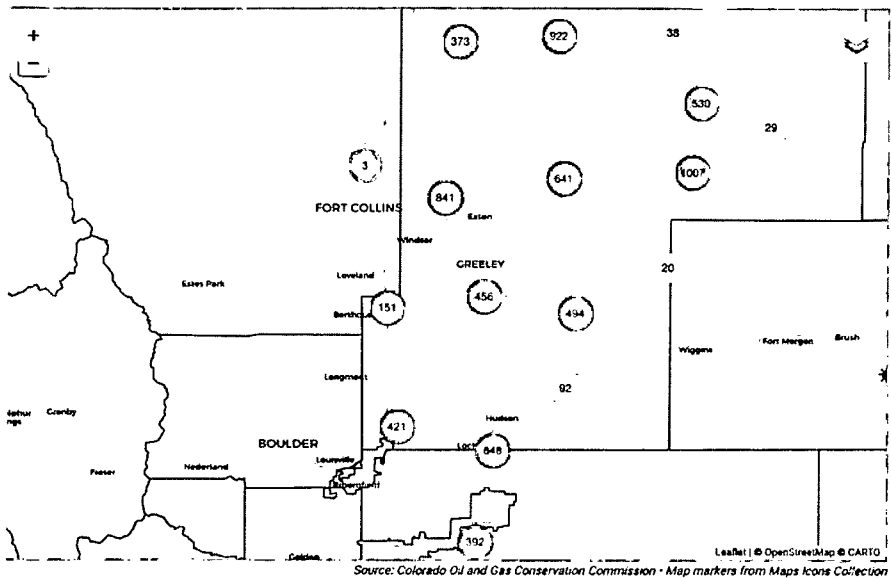 +
−
373
922
38
530
29
3
641
1007
841
FORT COLLINS
Eaton
Windsor
GREELEY
20
Loveland
Estes Park
456
151
494
Wiggins
Fort Morgan
Brush
Longmont
92
Hudson
Granby
421
BOULDER
848
Louisville
Nederland
Fraser
Broomfield
392
Golden
Leaflet | © OpenStreetMap © CARTO
Source: Colorado Oil and Gas Conservation Commission • Map markers from Maps Icons Collection